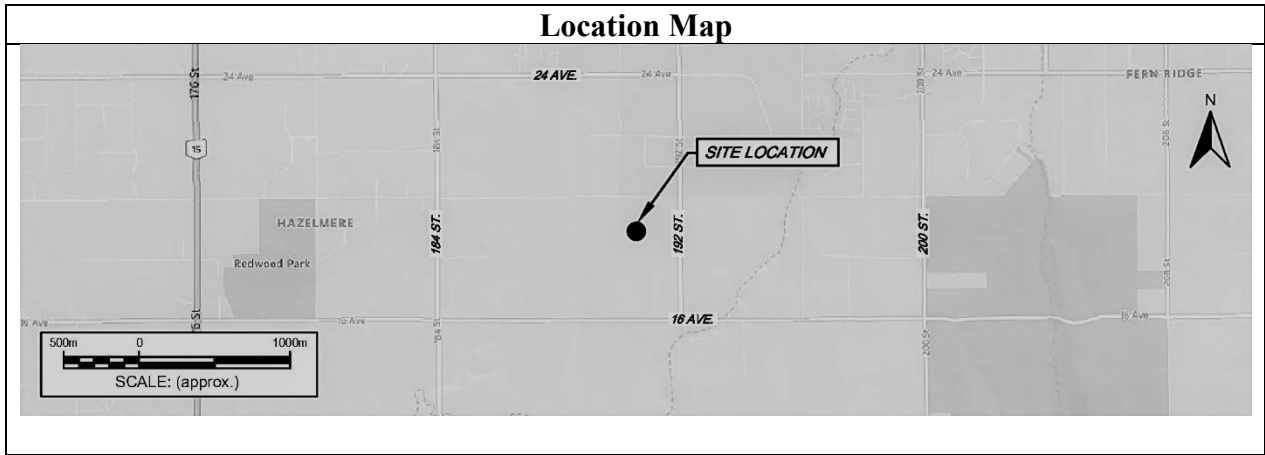 Location Map
24 Ave
24 AVE.
24 Ave
24 Ave
FERN RIDGE
176 St
200 St
N
15
184 St
192 St
SITE LOCATION
208 St
HAZELMERE
184 ST.
192 ST.
200 ST.
Redwood Park
208 St
16 Ave
16 Ave
16 AVE.
16 Ave
76 St
184 St
200 St
500m 0 1000m
SCALE: (approx.)